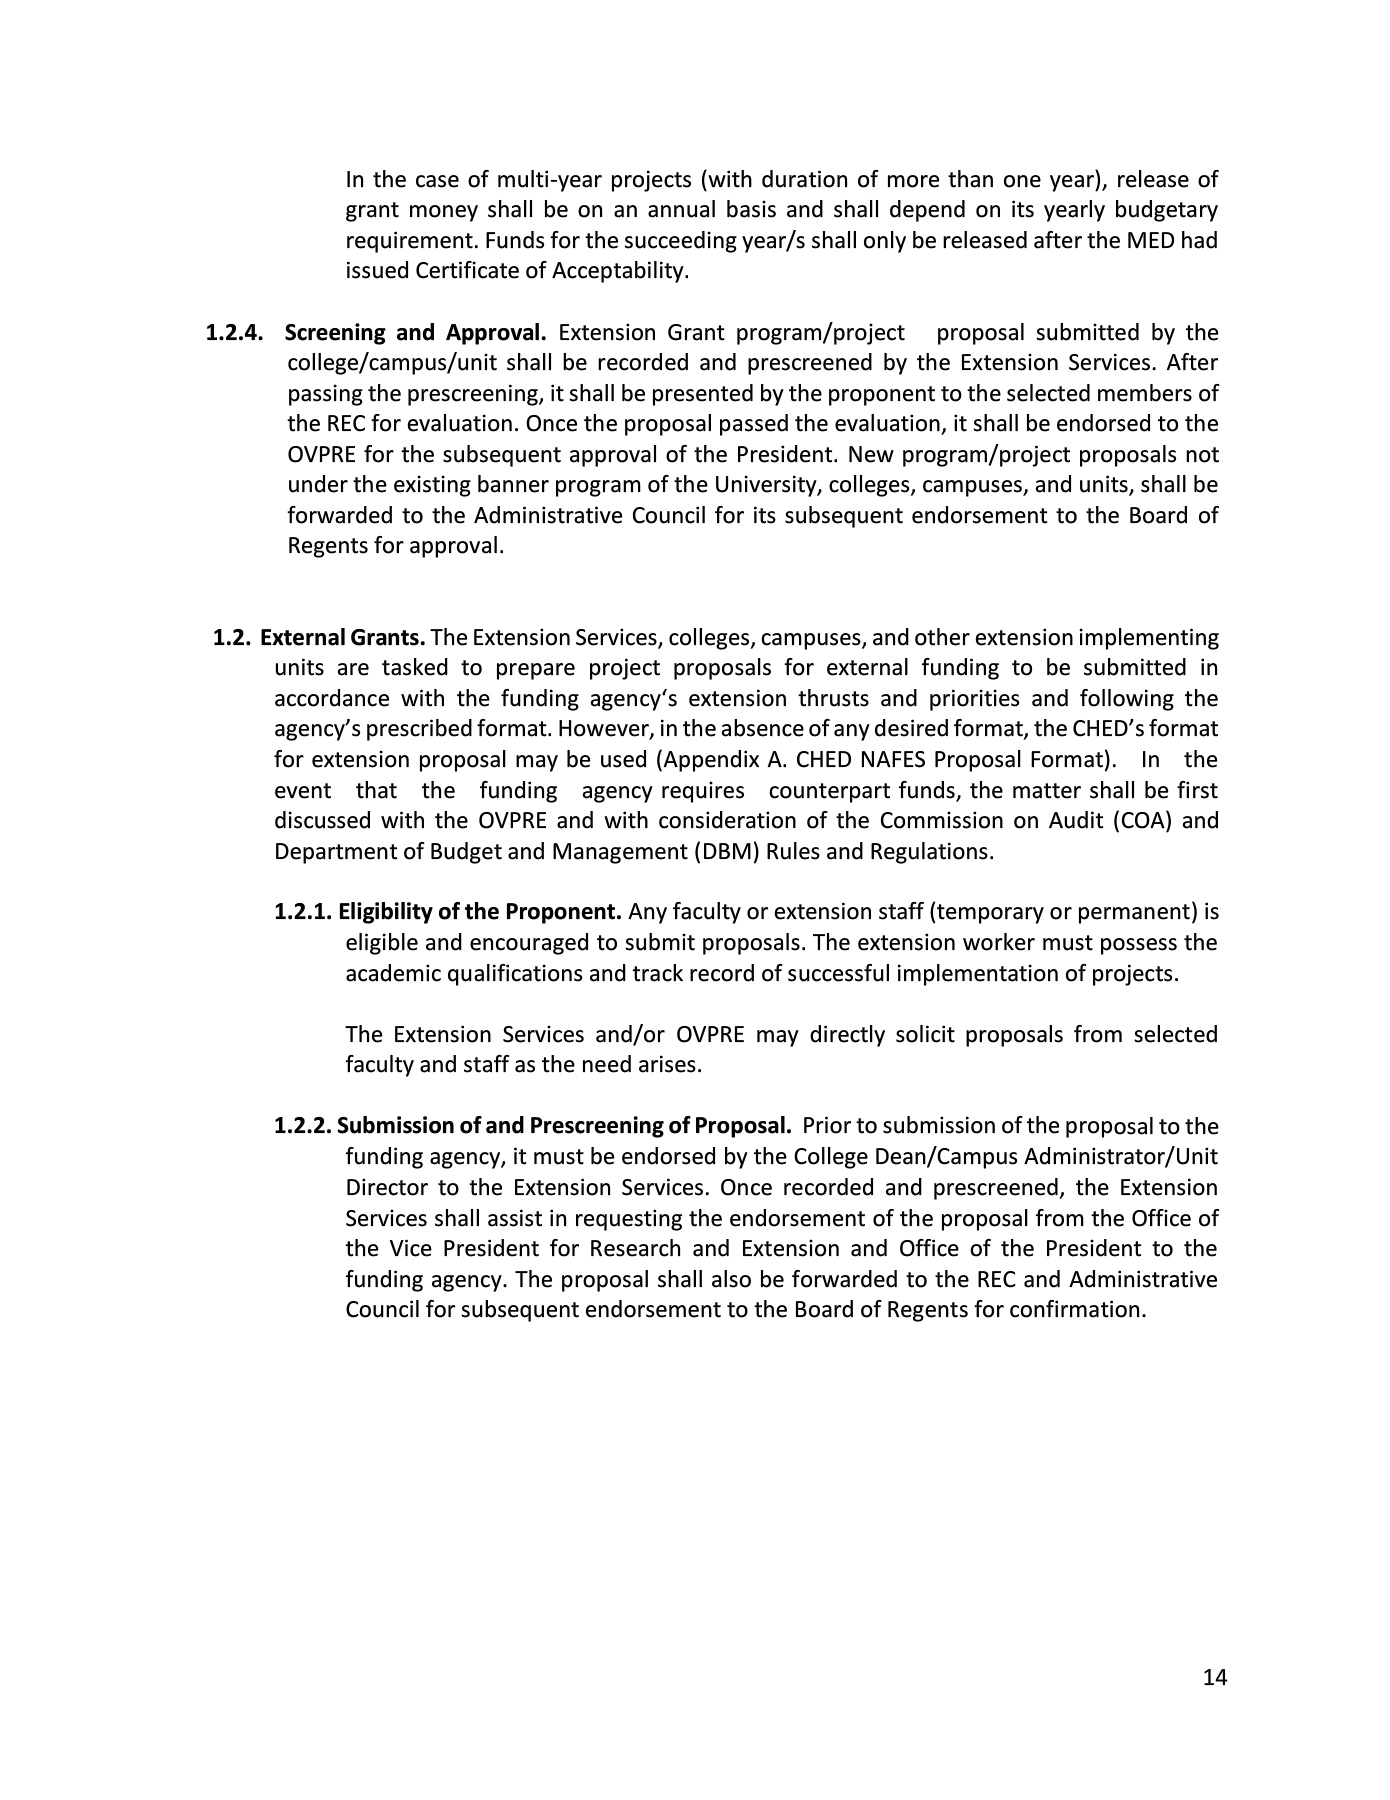 In the case of multi-year projects (with duration of more than one year), release of
grant money shall be on an annual basis and shall depend on its yearly budgetary
requirement. Funds for the succeeding year/s shall only be released after the MED had
issued Certificate of Acceptability.
1.2.4. Screening and Approval. Extension Grant program/project proposal submitted by the
college/campus/unit shall be recorded and prescreened by the Extension Services. After
passing the prescreening, it shall be presented by the proponent to the selected members of
the REC for evaluation. Once the proposal passed the evaluation, it shall be endorsed to the
OVPRE for the subsequent approval of the President. New program/project proposals not
under the existing banner program of the University, colleges, campuses, and units, shall be
forwarded to the Administrative Council for its subsequent endorsement to the Board of
Regents for approval.
1.2. External Grants. The Extension Services, colleges, campuses, and other extension implementing
units are tasked to prepare project proposals for external funding to be submitted in
accordance with the funding agency‘s extension thrusts and priorities and following the
agency’s prescribed format. However, in the absence of any desired format, the CHED’s format
for extension proposal may be used (Appendix A. CHED NAFES Proposal Format). In the
event that the funding agency requires counterpart funds, the matter shall be first
discussed with the OVPRE and with consideration of the Commission on Audit (COA) and
Department of Budget and Management (DBM) Rules and Regulations.
1.2.1. Eligibility of the Proponent. Any faculty or extension staff (temporary or permanent) is
eligible and encouraged to submit proposals. The extension worker must possess the
academic qualifications and track record of successful implementation of projects.
The Extension Services and/or OVPRE may directly solicit proposals from selected
faculty and staff as the need arises.
1.2.2. Submission of and Prescreening of Proposal. Prior to submission of the proposal to the
funding agency, it must be endorsed by the College Dean/Campus Administrator/Unit
Director to the Extension Services. Once recorded and prescreened, the Extension
Services shall assist in requesting the endorsement of the proposal from the Office of
the Vice President for Research and Extension and Office of the President to the
funding agency. The proposal shall also be forwarded to the REC and Administrative
Council for subsequent endorsement to the Board of Regents for confirmation.
14